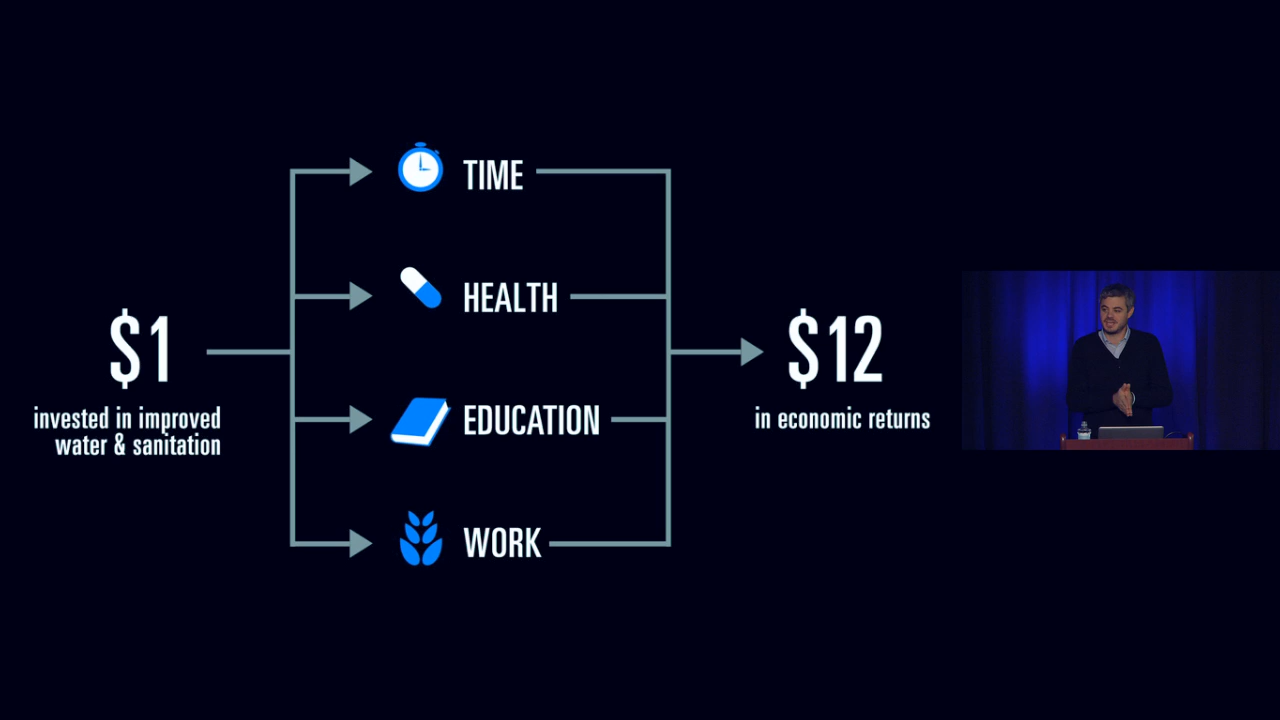 $1
invested in improved
water & sanitation
TIME
HEALTH
EDUCATION
WORK
$12
in economic returns